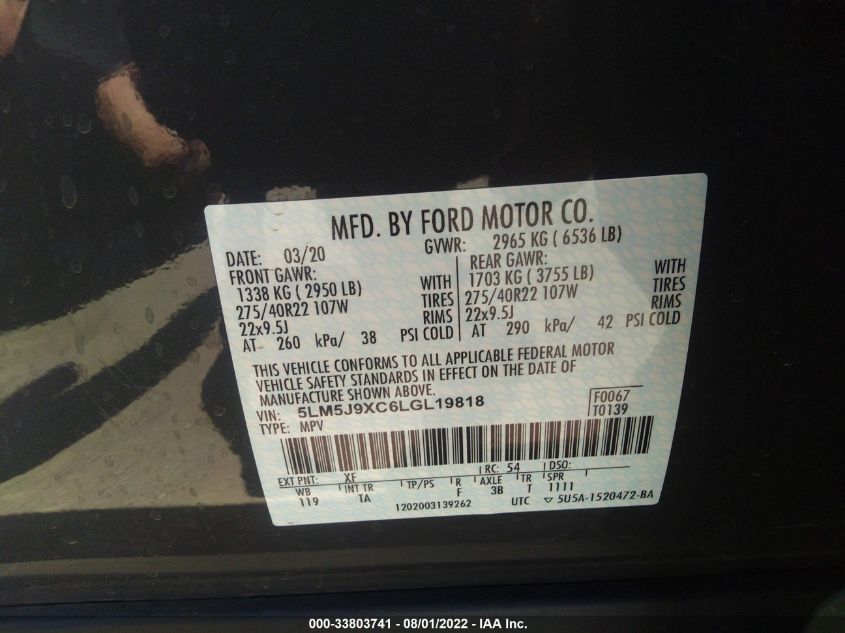 MFD. BY FORD MOTOR CO.
DATE: 03/20 GVWR: 2965 KG ( 6536 LB)
FRONT GAWR: REAR GAWR:
1338 KG ( 2950 LB) WITH 1703 KG ( 3755 LB) WITH
275/40R22 107W TIRES 275/40R22 107W TIRES
22x9.5J RIMS 22x9.5J RIMS
AT 260 kPa/ 38 PSI COLD AT 290 kPa/ 42 PSI COLD
THIS VEHICLE CONFORMS TO ALL APPLICABLE FEDERAL MOTOR
VEHICLE SAFETY STANDARDS IN EFFECT ON THE DATE OF
MANUFACTURE SHOWN ABOVE.
VIN: 5LM5J9XC6LGL19818 F0067
TYPE: MPV T0139
EXT PNT: XF RC: 54 DSO:
WB INT TR TP/PS R AXLE TR SPR
119 TA F 3B T 1111
1202003139262 UTC ▽ 5U5A-1520472-BA
000-33803741 - 08/01/2022 - IAA Inc.